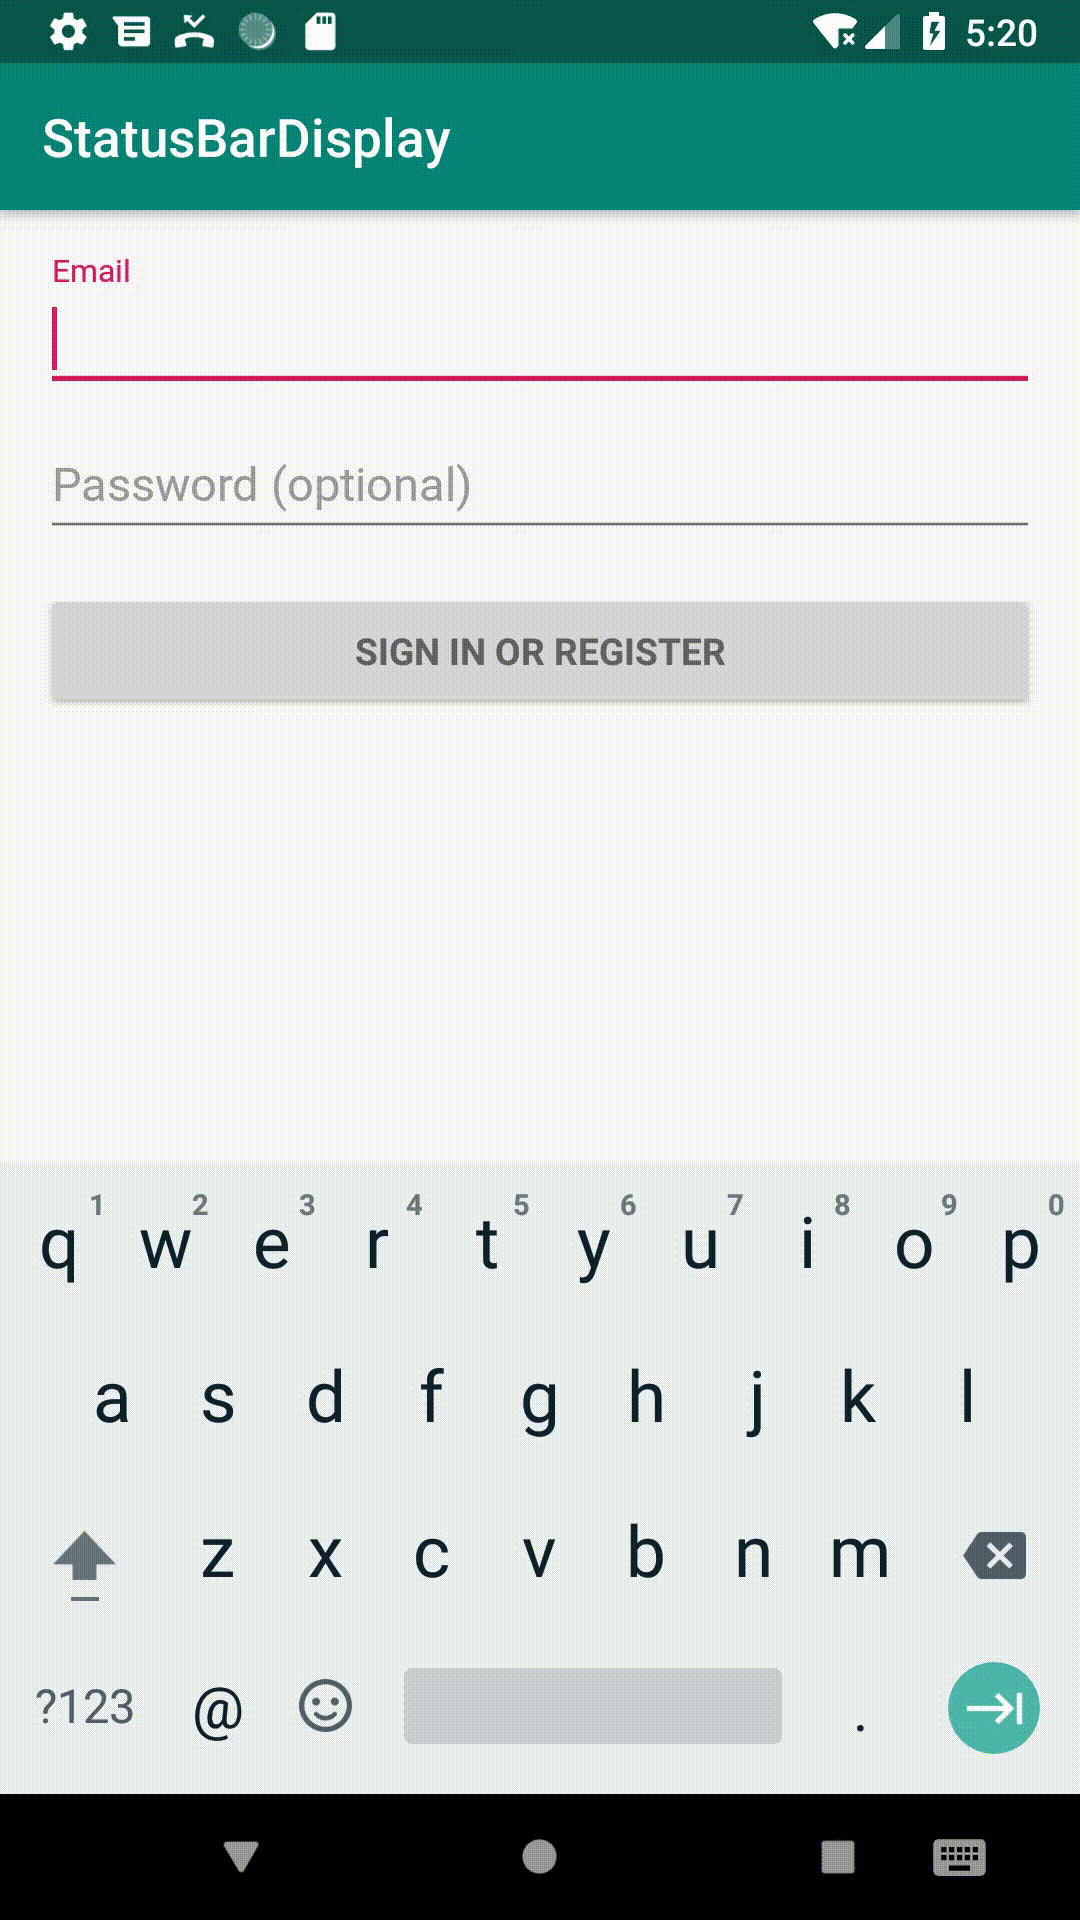 5:20
StatusBarDisplay
Email
Password (optional)
SIGN IN OR REGISTER
1 2 3 4 5 6 7 8 9 0
q w e r t y u i o p
a s d f g h j k l
z x c v b n m
?123 @ .